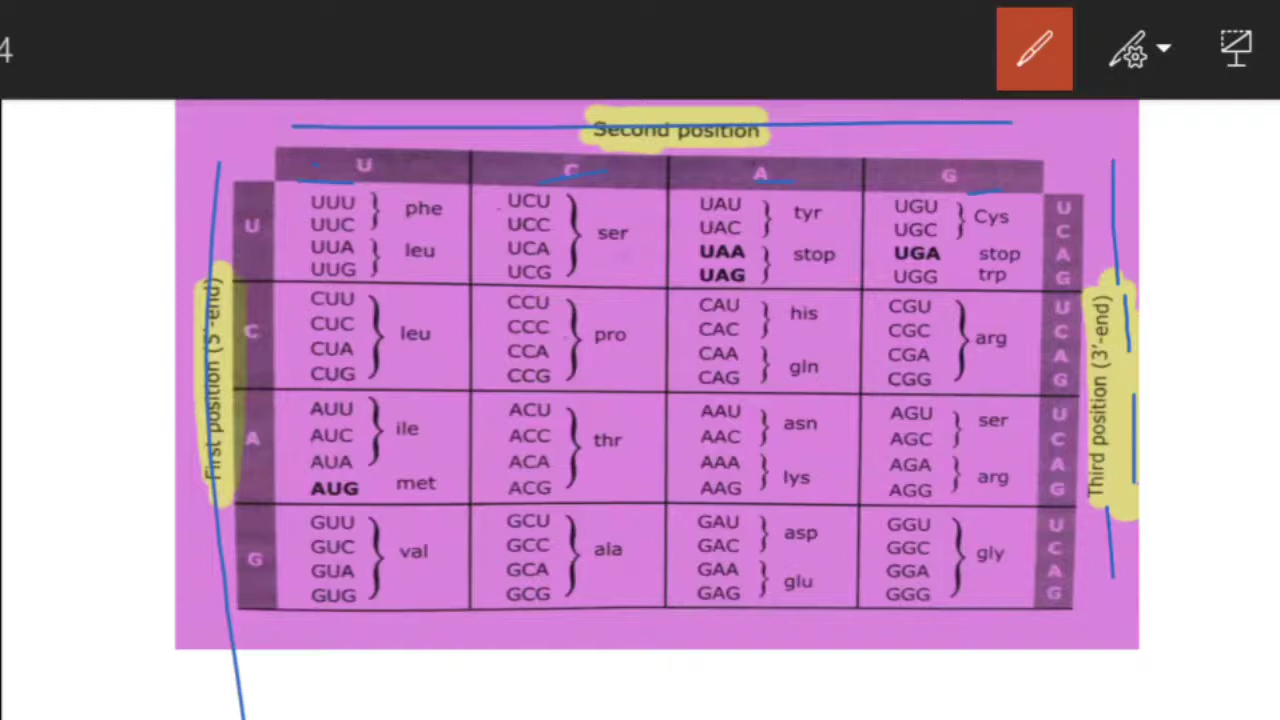 4
Second position
U C A G
First position (5'-end)
Third position (3'-end)
U
UUU
UUC
phe
UUA
UUG
leu
UCU
UCC
UCA
UCG
ser
UAU
UAC
tyr
UAA
UAG
stop
UGU
UGC
Cys
UGA stop
UGG trp
U
C
A
G
C
CUU
CUC
CUA
CUG
leu
CCU
CCC
CCA
CCG
pro
CAU
CAC
his
CAA
CAG
gln
CGU
CGC
CGA
CGG
arg
U
C
A
G
A
AUU
AUC
AUA
ile
AUG met
ACU
ACC
ACA
ACG
thr
AAU
AAC
asn
AAA
AAG
lys
AGU
AGC
ser
AGA
AGG
arg
U
C
A
G
G
GUU
GUC
GUA
GUG
val
GCU
GCC
GCA
GCG
ala
GAU
GAC
asp
GAA
GAG
glu
GGU
GGC
GGA
GGG
gly
U
C
A
G